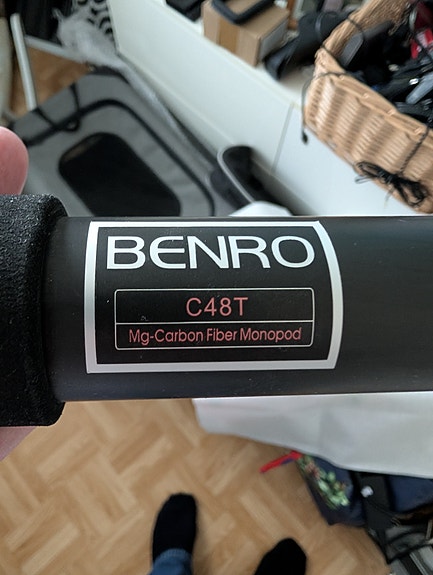 BENRO
C48T
Mg-Carbon Fiber Monopod